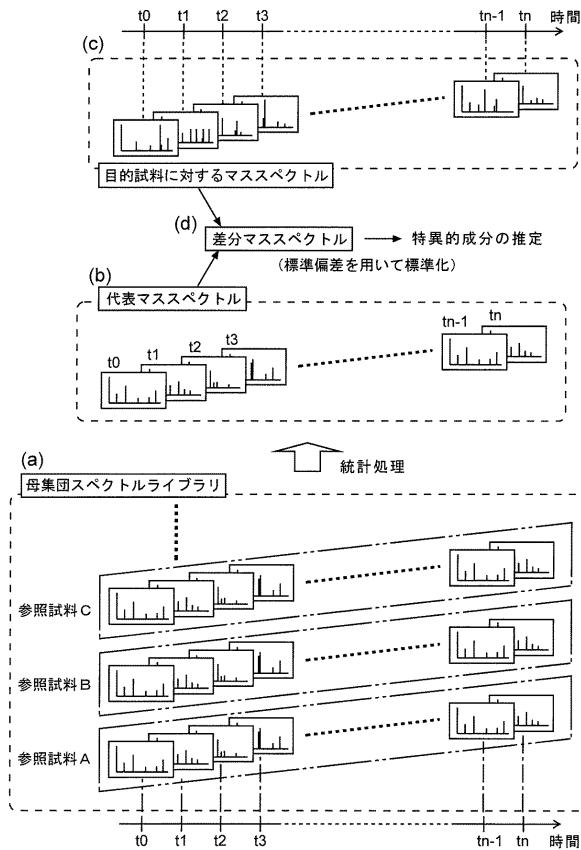 t0 t1 t2 t3 tn-1 tn 時間
(c)
目的試料に対するマススペクトル
(d) 差分マススペクトル 特異的成分の推定
(標準偏差を用いて標準化)
(b)
代表マススペクトル
t0 t1 t2 t3 tn-1 tn
(a) 統計処理
母集団スペクトルライブラリ
参照試料C
参照試料B
参照試料A
t0 t1 t2 t3 tn-1 tn 時間